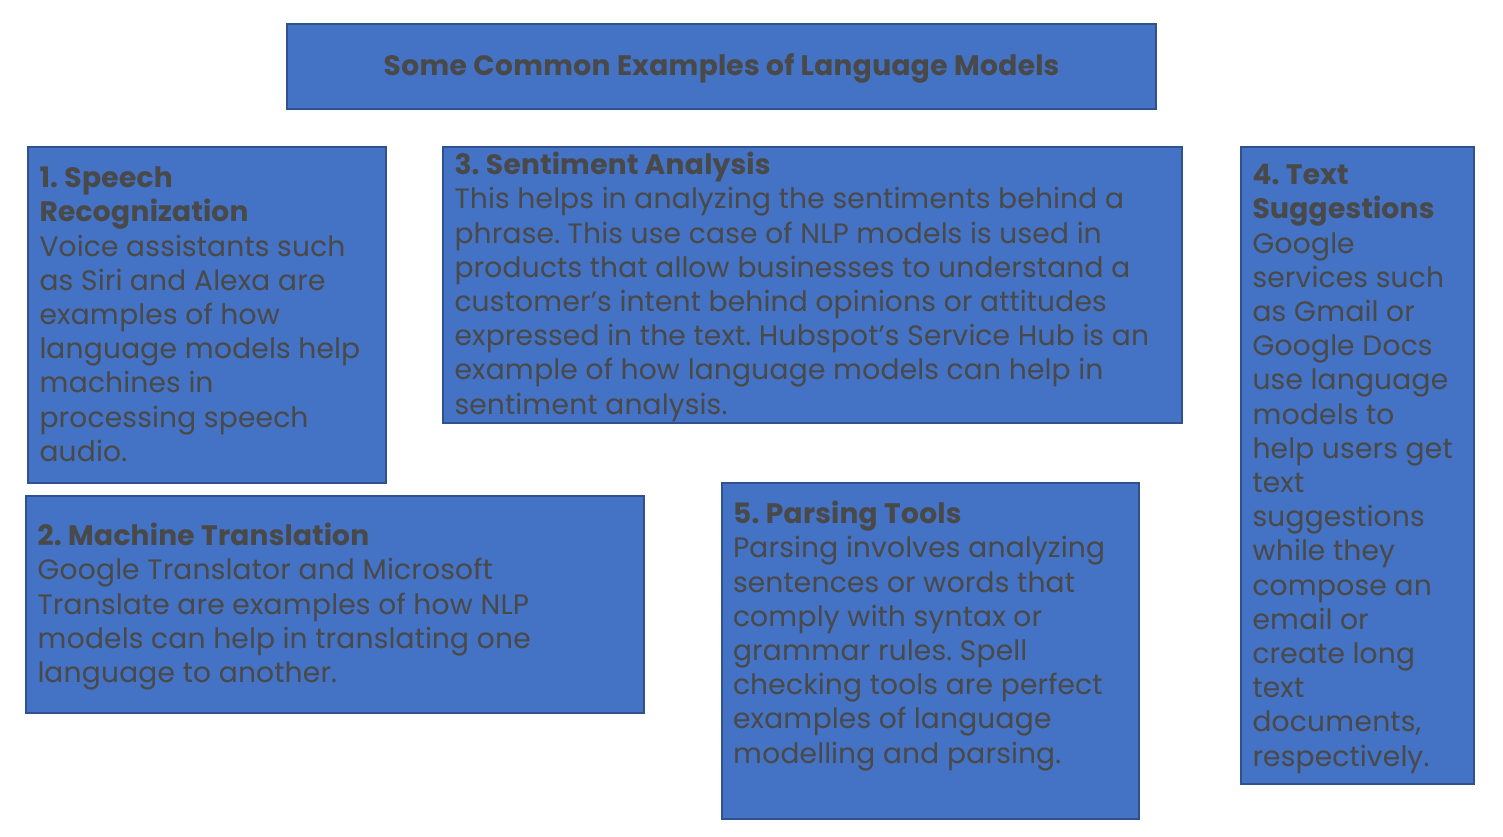 Some Common Examples of Language Models
1. Speech
Recognization
Voice assistants such
as Siri and Alexa are
examples of how
language models help
machines in
processing speech
audio.
2. Machine Translation
Google Translator and Microsoft
Translate are examples of how NLP
models can help in translating one
language to another.
3. Sentiment Analysis
This helps in analyzing the sentiments behind a
phrase. This use case of NLP models is used in
products that allow businesses to understand a
customer’s intent behind opinions or attitudes
expressed in the text. Hubspot’s Service Hub is an
example of how language models can help in
sentiment analysis.
4. Text
Suggestions
Google
services such
as Gmail or
Google Docs
use language
models to
help users get
text
suggestions
while they
compose an
email or
create long
text
documents,
respectively.
5. Parsing Tools
Parsing involves analyzing
sentences or words that
comply with syntax or
grammar rules. Spell
checking tools are perfect
examples of language
modelling and parsing.